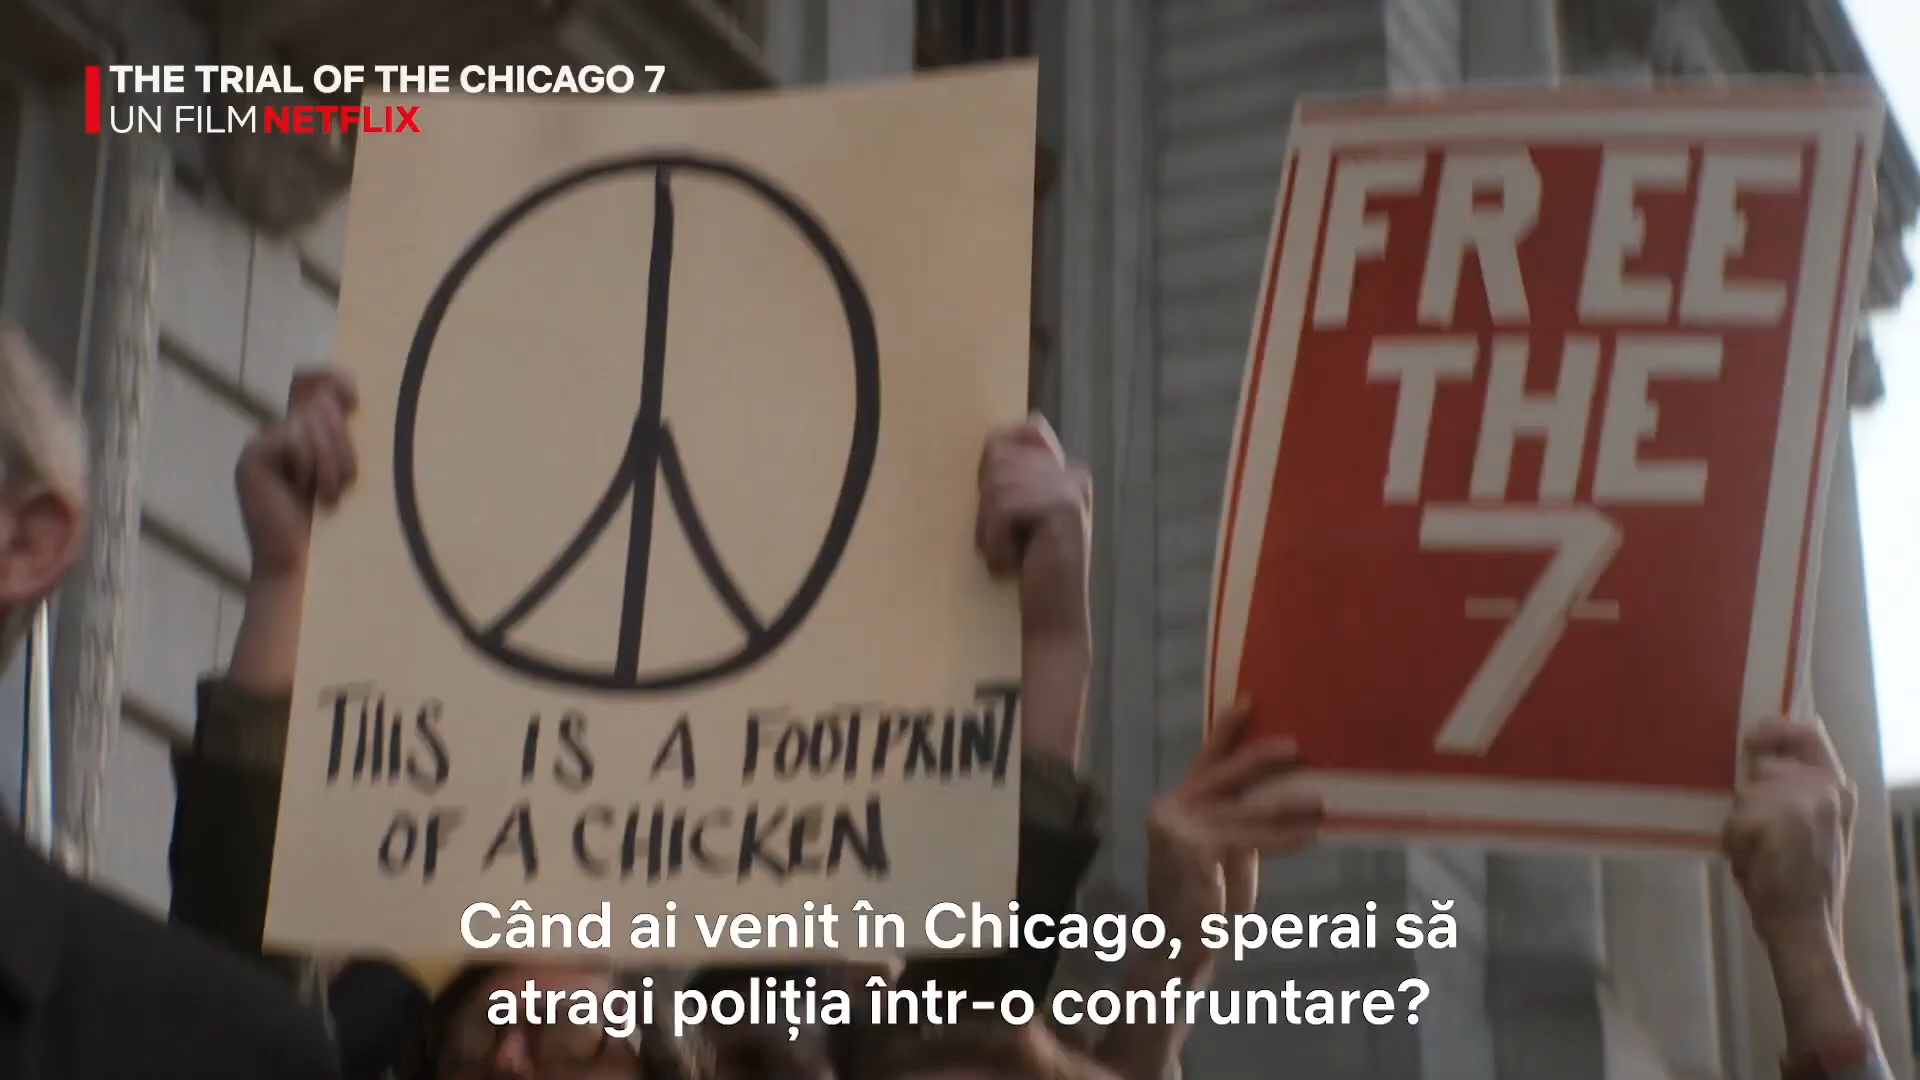 THE TRIAL OF THE CHICAGO 7
UN FILM NETFLIX
THIS IS A FOOTPRINT
OF A CHICKEN
FREE
THE
7
Când ai venit în Chicago, sperai să
atragi poliția într-o confruntare?